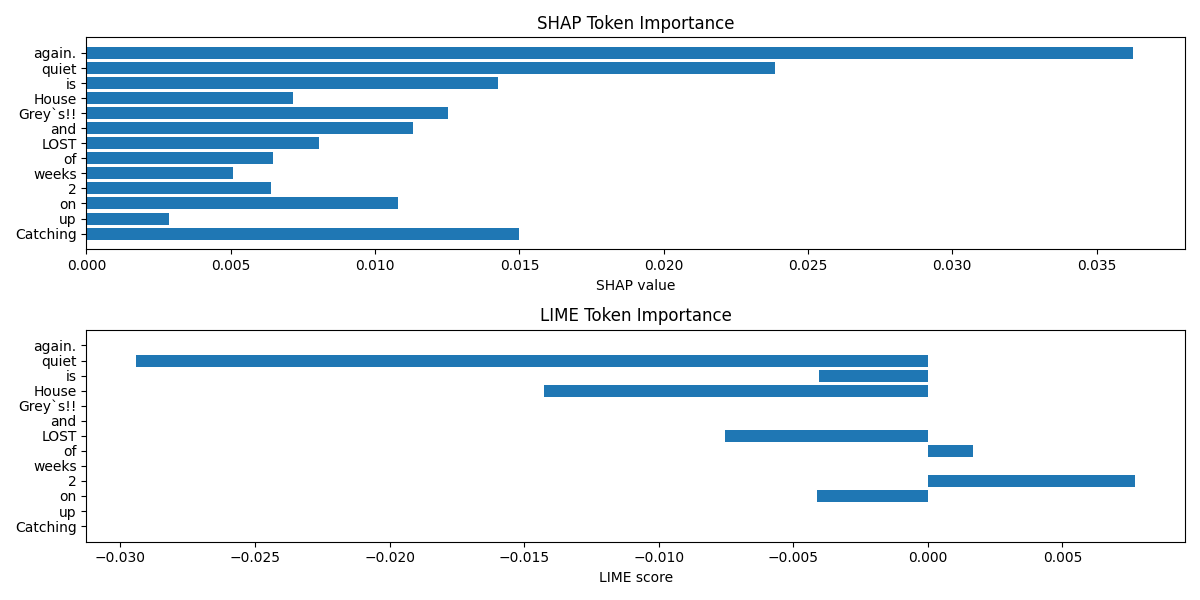 SHAP Token Importance
again.
quiet
is
House
Grey`s!!
and
LOST
of
weeks
2
on
up
Catching
0.000 0.005 0.010 0.015 0.020 0.025 0.030 0.035
SHAP value
LIME Token Importance
again.
quiet
is
House
Grey`s!!
and
LOST
of
weeks
2
on
up
Catching
−0.030 −0.025 −0.020 −0.015 −0.010 −0.005 0.000 0.005
LIME score